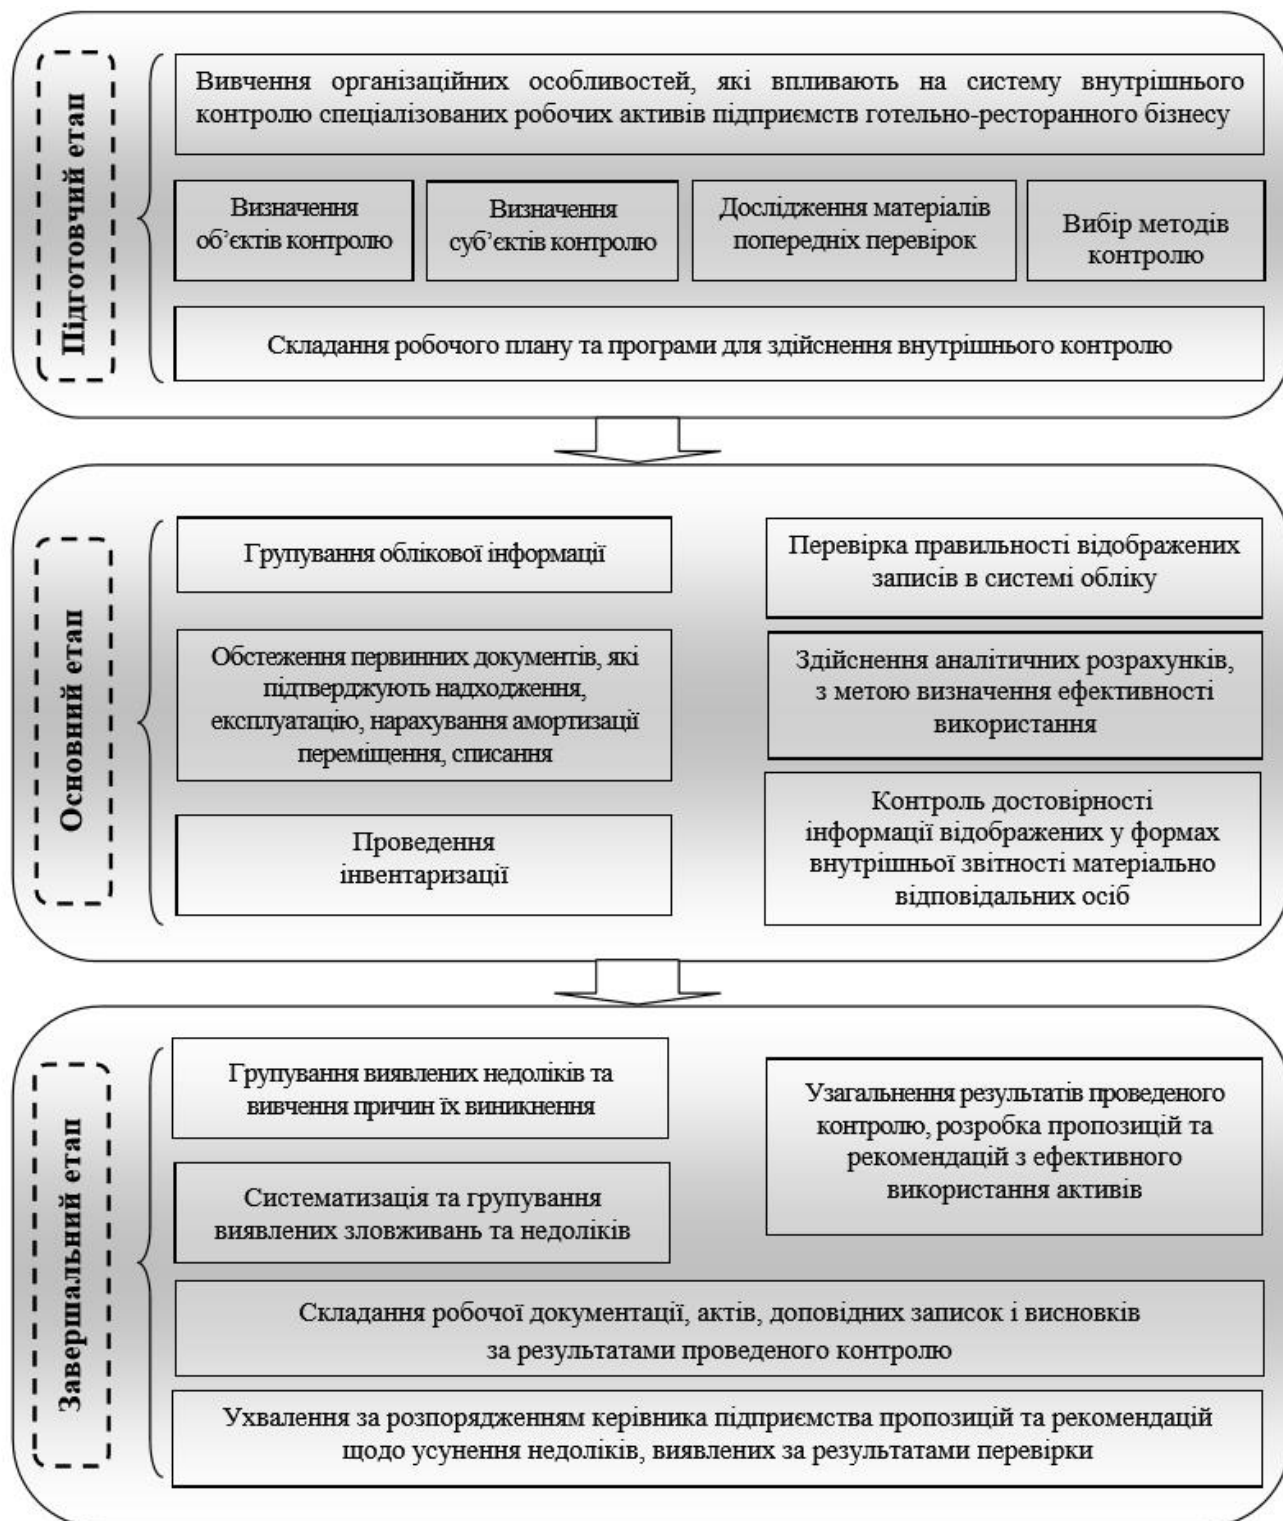 Підготовчий етап
Вивчення організаційних особливостей, які впливають на систему внутрішнього
контролю спеціалізованих робочих активів підприємств готельно-ресторанного бізнесу
Визначення
об’єктів контролю
Визначення
суб’єктів контролю
Дослідження матеріалів
попередніх перевірок
Вибір методів
контролю
Складання робочого плану та програми для здійснення внутрішнього контролю
Основний етап
Групування облікової інформації
Обстеження первинних документів, які
підтверджують надходження,
експлуатацію, нарахування амортизації
переміщення, списання
Проведення
інвентаризації
Перевірка правильності відображених
записів в системі обліку
Здійснення аналітичних розрахунків,
з метою визначення ефективності
використання
Контроль достовірності
інформації відображених у формах
внутрішньої звітності матеріально
відповідальних осіб
Завершальний етап
Групування виявлених недоліків та
вивчення причин їх виникнення
Систематизація та групування
виявлених зловживань та недоліків
Узагальнення результатів проведеного
контролю, розробка пропозицій та
рекомендацій з ефективного
використання активів
Складання робочої документації, актів, доповідних записок і висновків
за результатами проведеного контролю
Ухвалення за розпорядженням керівника підприємства пропозицій та рекомендацій
щодо усунення недоліків, виявлених за результатами перевірки